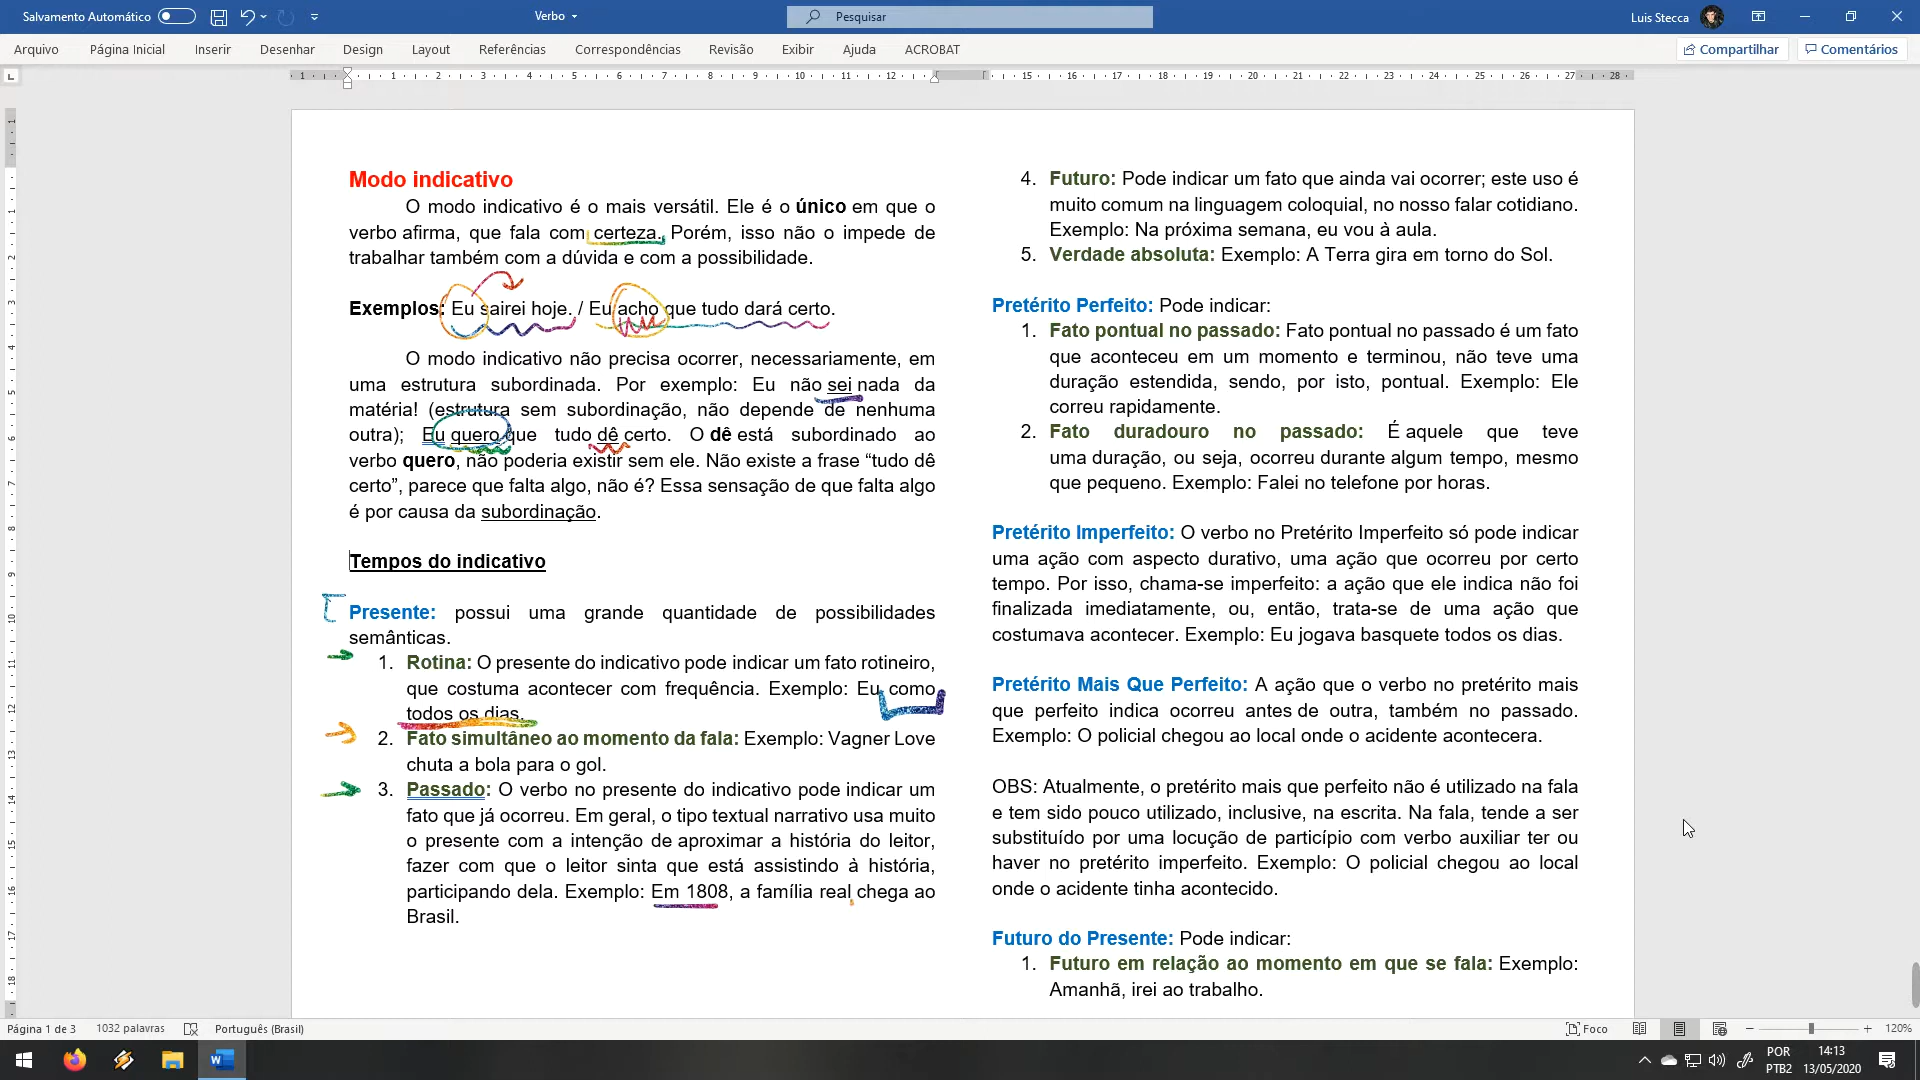 Salvamento Automático
Verbo
Pesquisar
Luis Stecca
Arquivo Página Inicial Inserir Desenhar Design Layout Referências Correspondências Revisão Exibir Ajuda ACROBAT
Compartilhar Comentários
Modo indicativo
O modo indicativo é o mais versátil. Ele é o único em que o
verbo afirma, que fala com certeza. Porém, isso não o impede de
trabalhar também com a dúvida e com a possibilidade.
Exemplos: Eu sairei hoje. / Eu acho que tudo dará certo.
O modo indicativo não precisa ocorrer, necessariamente, em
uma estrutura subordinada. Por exemplo: Eu não sei nada da
matéria! (estrutura sem subordinação, não depende de nenhuma
outra); Eu quero que tudo dê certo. O dê está subordinado ao
verbo quero, não poderia existir sem ele. Não existe a frase “tudo dê
certo”, parece que falta algo, não é? Essa sensação de que falta algo
é por causa da subordinação.
Tempos do indicativo
Presente: possui uma grande quantidade de possibilidades
semânticas.
1. Rotina: O presente do indicativo pode indicar um fato rotineiro,
que costuma acontecer com frequência. Exemplo: Eu como
todos os dias.
2. Fato simultâneo ao momento da fala: Exemplo: Vagner Love
chuta a bola para o gol.
3. Passado: O verbo no presente do indicativo pode indicar um
fato que já ocorreu. Em geral, o tipo textual narrativo usa muito
o presente com a intenção de aproximar a história do leitor,
fazer com que o leitor sinta que está assistindo à história,
participando dela. Exemplo: Em 1808, a família real chega ao
Brasil.
4. Futuro: Pode indicar um fato que ainda vai ocorrer; este uso é
muito comum na linguagem coloquial, no nosso falar cotidiano.
Exemplo: Na próxima semana, eu vou à aula.
5. Verdade absoluta: Exemplo: A Terra gira em torno do Sol.
Pretérito Perfeito: Pode indicar:
1. Fato pontual no passado: Fato pontual no passado é um fato
que aconteceu em um momento e terminou, não teve uma
duração estendida, sendo, por isto, pontual. Exemplo: Ele
correu rapidamente.
2. Fato duradouro no passado: É aquele que teve
uma duração, ou seja, ocorreu durante algum tempo, mesmo
que pequeno. Exemplo: Falei no telefone por horas.
Pretérito Imperfeito: O verbo no Pretérito Imperfeito só pode indicar
uma ação com aspecto durativo, uma ação que ocorreu por certo
tempo. Por isso, chama-se imperfeito: a ação que ele indica não foi
finalizada imediatamente, ou, então, trata-se de uma ação que
costumava acontecer. Exemplo: Eu jogava basquete todos os dias.
Pretérito Mais Que Perfeito: A ação que o verbo no pretérito mais
que perfeito indica ocorreu antes de outra, também no passado.
Exemplo: O policial chegou ao local onde o acidente acontecera.
OBS: Atualmente, o pretérito mais que perfeito não é utilizado na fala
e tem sido pouco utilizado, inclusive, na escrita. Na fala, tende a ser
substituído por uma locução de particípio com verbo auxiliar ter ou
haver no pretérito imperfeito. Exemplo: O policial chegou ao local
onde o acidente tinha acontecido.
Futuro do Presente: Pode indicar:
1. Futuro em relação ao momento em que se fala: Exemplo:
Amanhã, irei ao trabalho.
Página 1 de 3 1032 palavras Português (Brasil)
Foco 120%
POR 14:13
PTB2 13/05/2020